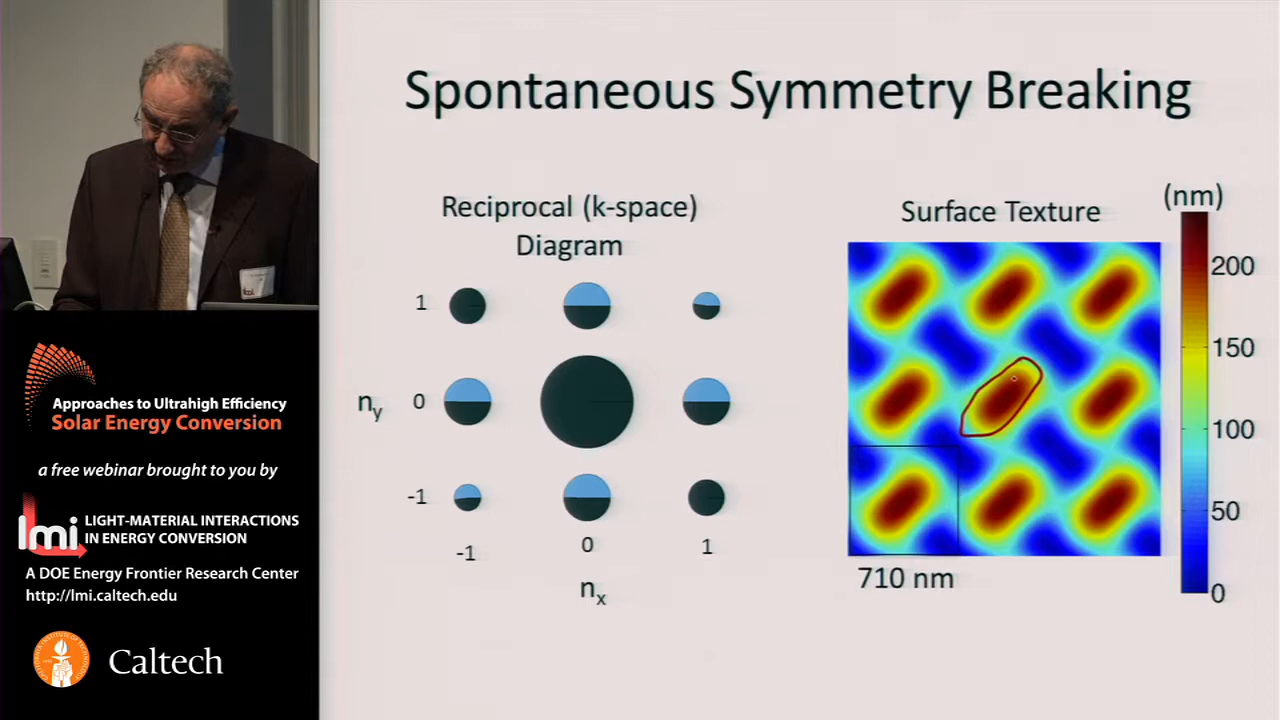 Spontaneous Symmetry Breaking
Reciprocal (k-space)
Diagram
1
0
-1
ny
-1
0
1
nx
Surface Texture
(nm)
200
150
100
50
0
710 nm
Approaches to Ultrahigh Efficiency
Solar Energy Conversion
a free webinar brought to you by
lmi
LIGHT-MATERIAL INTERACTIONS
IN ENERGY CONVERSION
A DOE Energy Frontier Research Center
http://lmi.caltech.edu
Caltech